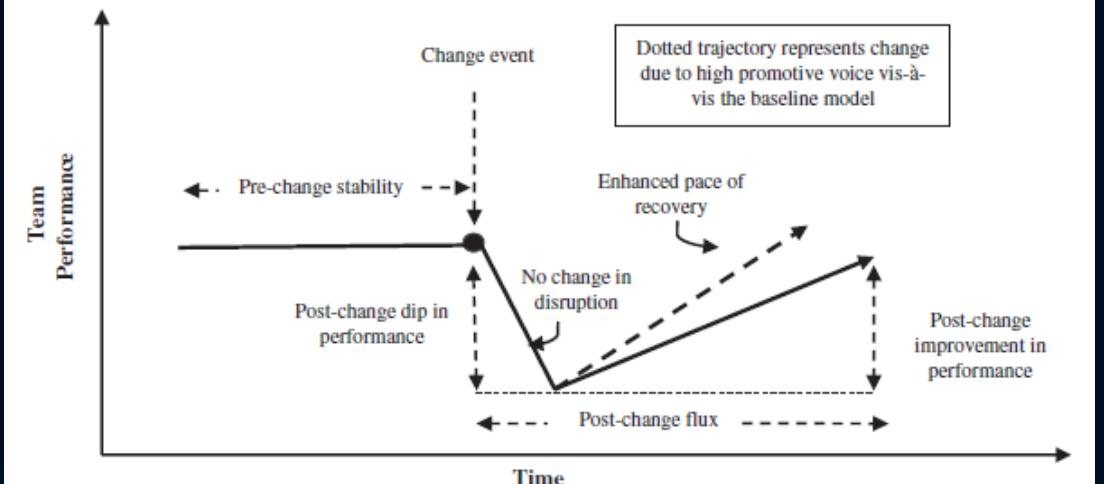 Change event
Dotted trajectory represents change
due to high promotive voice vis-à-
vis the baseline model
Pre-change stability
Enhanced pace of
recovery
Team
Performance
No change in
disruption
Post-change dip in
performance
Post-change
improvement in
performance
Post-change flux
Time